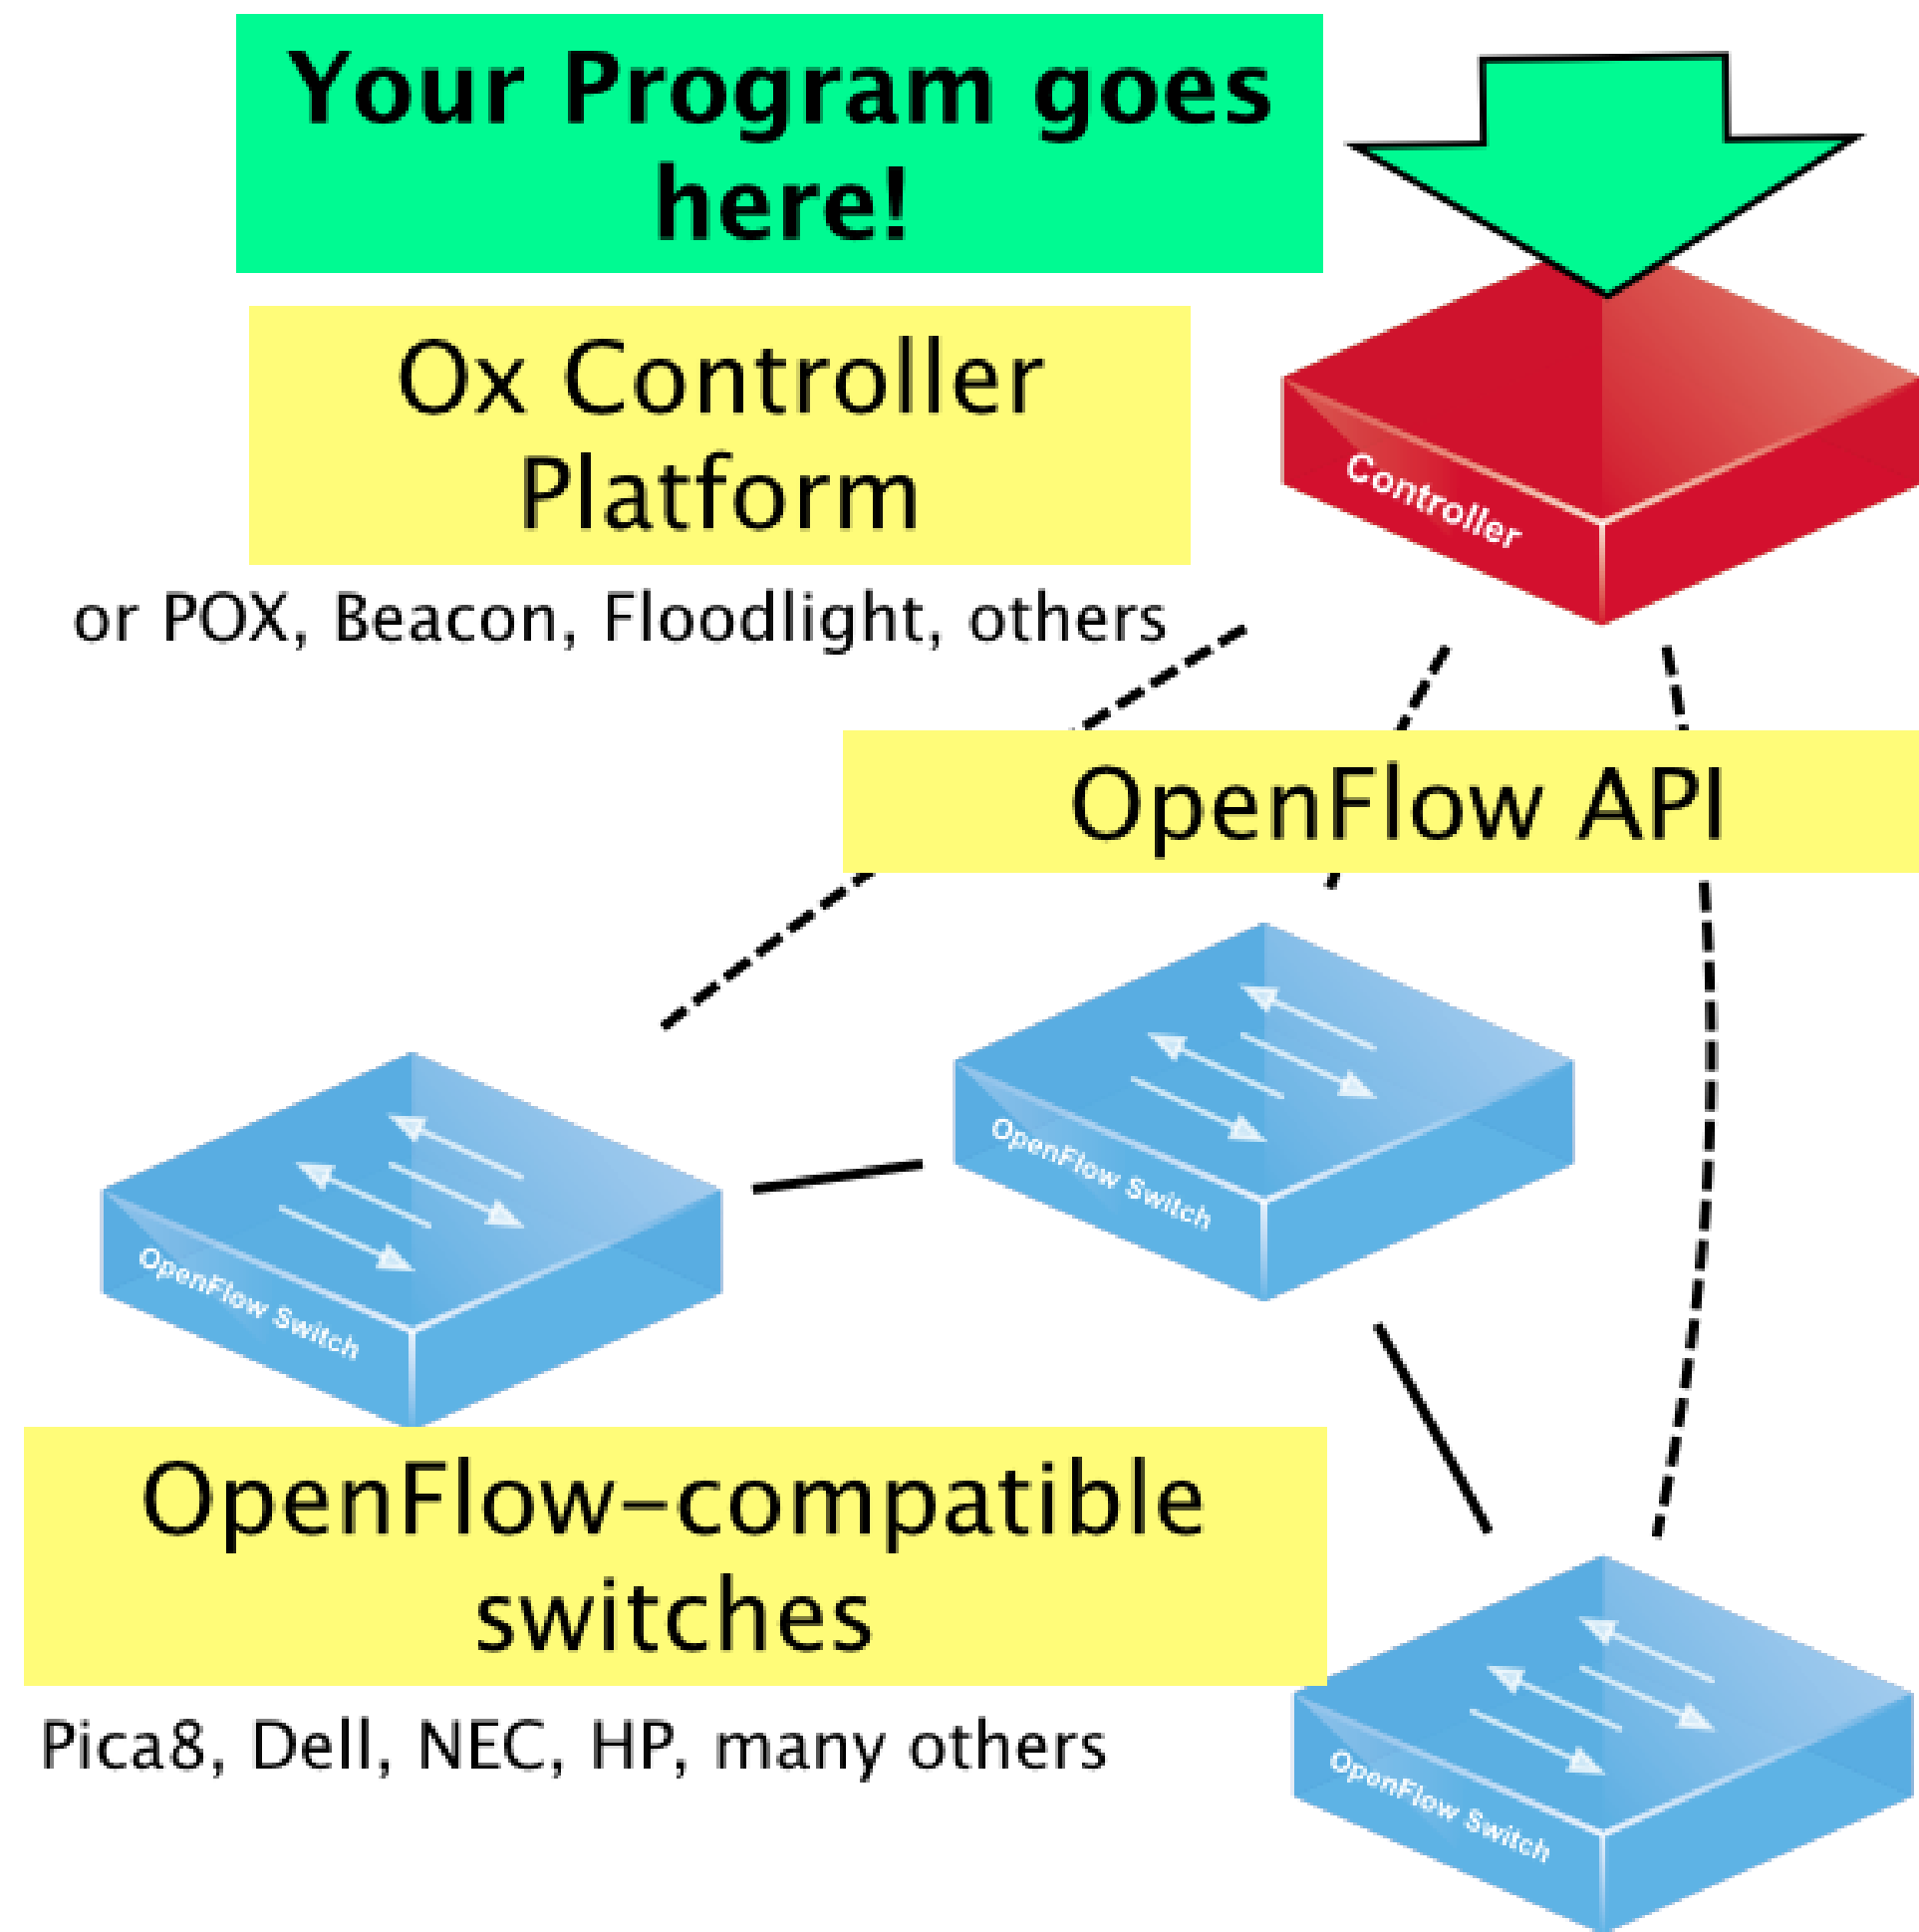 Your Program goes
here!
Ox Controller
Platform
Controller
or POX, Beacon, Floodlight, others
OpenFlow API
OpenFlow Switch
OpenFlow Switch
OpenFlow-compatible
switches
Pica8, Dell, NEC, HP, many others
OpenFlow Switch